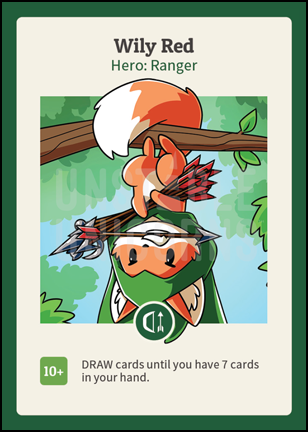 Wily Red
Hero: Ranger
10+
DRAW cards until you have 7 cards
in your hand.